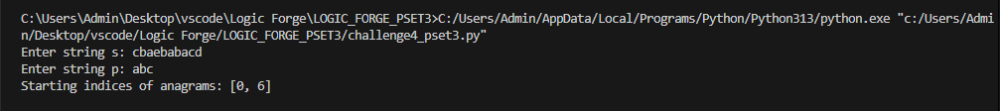 C:\Users\Admin\Desktop\vscode\Logic Forge\LOGIC_FORGE_PSET3>C:/Users/Admin/AppData/Local/Programs/Python/Python313/python.exe "c:/Users/Admi
n/Desktop/vscode/Logic Forge/LOGIC_FORGE_PSET3/challenge4_pset3.py"
Enter string s: cbaebabacd
Enter string p: abc
Starting indices of anagrams: [0, 6]